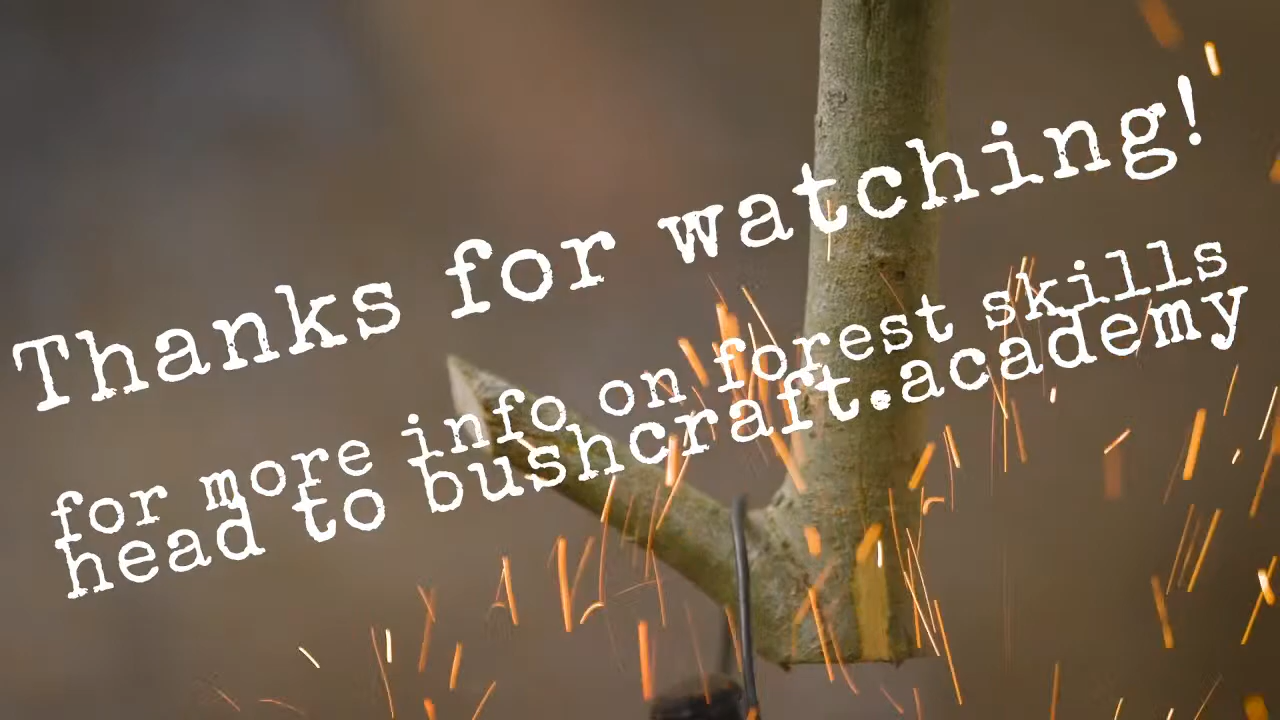 Thanks for watching!
for more info on forest skills
head to bushcraft.academy